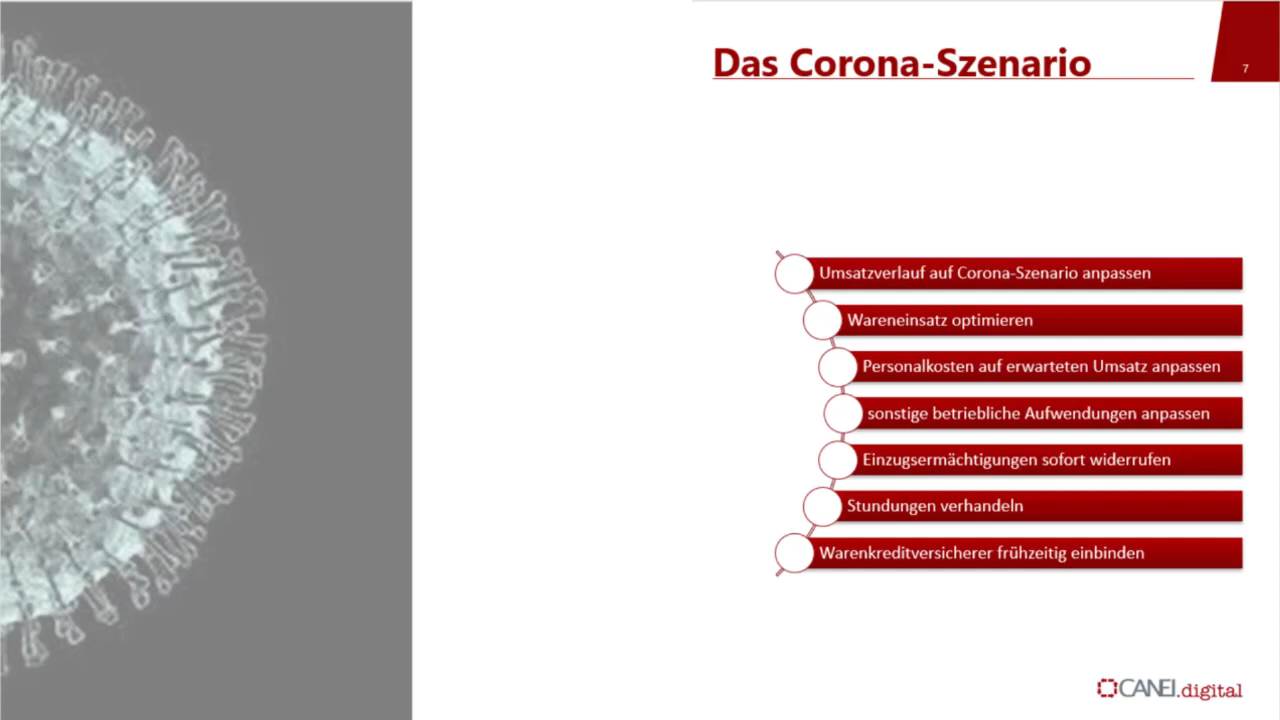 Das Corona-Szenario
7
Umsatzverlauf auf Corona-Szenario anpassen
Wareneinsatz optimieren
Personalkosten auf erwarteten Umsatz anpassen
sonstige betriebliche Aufwendungen anpassen
Einzugsermächtigungen sofort widerrufen
Stundungen verhandeln
Warenkreditversicherer frühzeitig einbinden
CANEI.digital